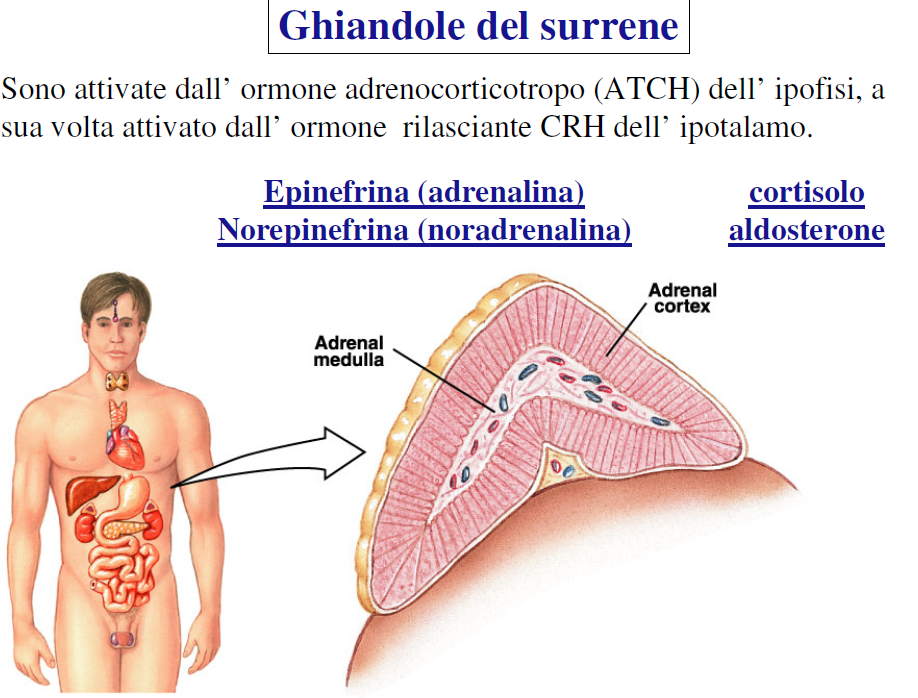 Ghiandole del surrene
Sono attivate dall’ ormone adrenocorticotropo (ATCH) dell’ ipofisi, a
sua volta attivato dall’ ormone rilasciante CRH dell’ ipotalamo.
Epinefrina (adrenalina)
Norepinefrina (noradrenalina)
cortisolo
aldosterone
Adrenal
cortex
Adrenal
medulla